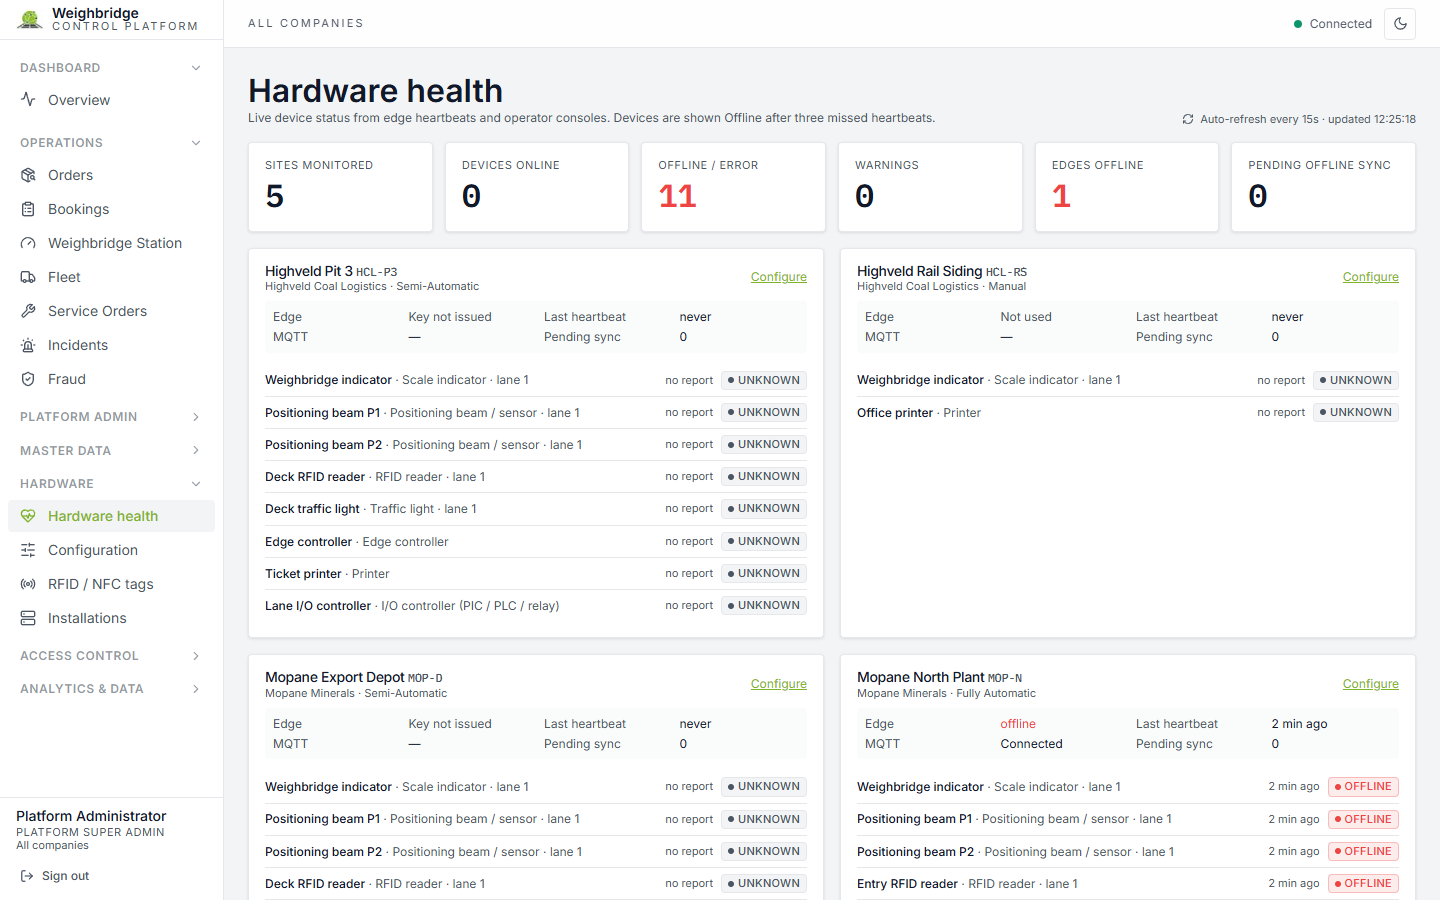 Weighbridge
CONTROL PLATFORM
DASHBOARD
Overview
OPERATIONS
Orders
Bookings
Weighbridge Station
Fleet
Service Orders
Incidents
Fraud
PLATFORM ADMIN
MASTER DATA
HARDWARE
Hardware health
Configuration
RFID / NFC tags
Installations
ACCESS CONTROL
ANALYTICS & DATA
Platform Administrator
PLATFORM SUPER ADMIN
All companies
Sign out
ALL COMPANIES
Connected
Hardware health
Live device status from edge heartbeats and operator consoles. Devices are shown Offline after three missed heartbeats.
Auto-refresh every 15s · updated 12:25:18
SITES MONITORED
5
DEVICES ONLINE
0
OFFLINE / ERROR
11
WARNINGS
0
EDGES OFFLINE
1
PENDING OFFLINE SYNC
0
Highveld Pit 3 HCL-P3
Highveld Coal Logistics · Semi-Automatic
Configure
Edge Key not issued Last heartbeat never
MQTT — Pending sync 0
Weighbridge indicator · Scale indicator · lane 1 no report UNKNOWN
Positioning beam P1 · Positioning beam / sensor · lane 1 no report UNKNOWN
Positioning beam P2 · Positioning beam / sensor · lane 1 no report UNKNOWN
Deck RFID reader · RFID reader · lane 1 no report UNKNOWN
Deck traffic light · Traffic light · lane 1 no report UNKNOWN
Edge controller · Edge controller no report UNKNOWN
Ticket printer · Printer no report UNKNOWN
Lane I/O controller · I/O controller (PIC / PLC / relay) no report UNKNOWN
Highveld Rail Siding HCL-RS
Highveld Coal Logistics · Manual
Configure
Edge Not used Last heartbeat never
MQTT — Pending sync 0
Weighbridge indicator · Scale indicator · lane 1 no report UNKNOWN
Office printer · Printer no report UNKNOWN
Mopane Export Depot MOP-D
Mopane Minerals · Semi-Automatic
Configure
Edge Key not issued Last heartbeat never
MQTT — Pending sync 0
Weighbridge indicator · Scale indicator · lane 1 no report UNKNOWN
Positioning beam P1 · Positioning beam / sensor · lane 1 no report UNKNOWN
Positioning beam P2 · Positioning beam / sensor · lane 1 no report UNKNOWN
Deck RFID reader · RFID reader · lane 1 no report UNKNOWN
Mopane North Plant MOP-N
Mopane Minerals · Fully Automatic
Configure
Edge offline Last heartbeat 2 min ago
MQTT Connected Pending sync 0
Weighbridge indicator · Scale indicator · lane 1 2 min ago OFFLINE
Positioning beam P1 · Positioning beam / sensor · lane 1 2 min ago OFFLINE
Positioning beam P2 · Positioning beam / sensor · lane 1 2 min ago OFFLINE
Entry RFID reader · RFID reader · lane 1 2 min ago OFFLINE